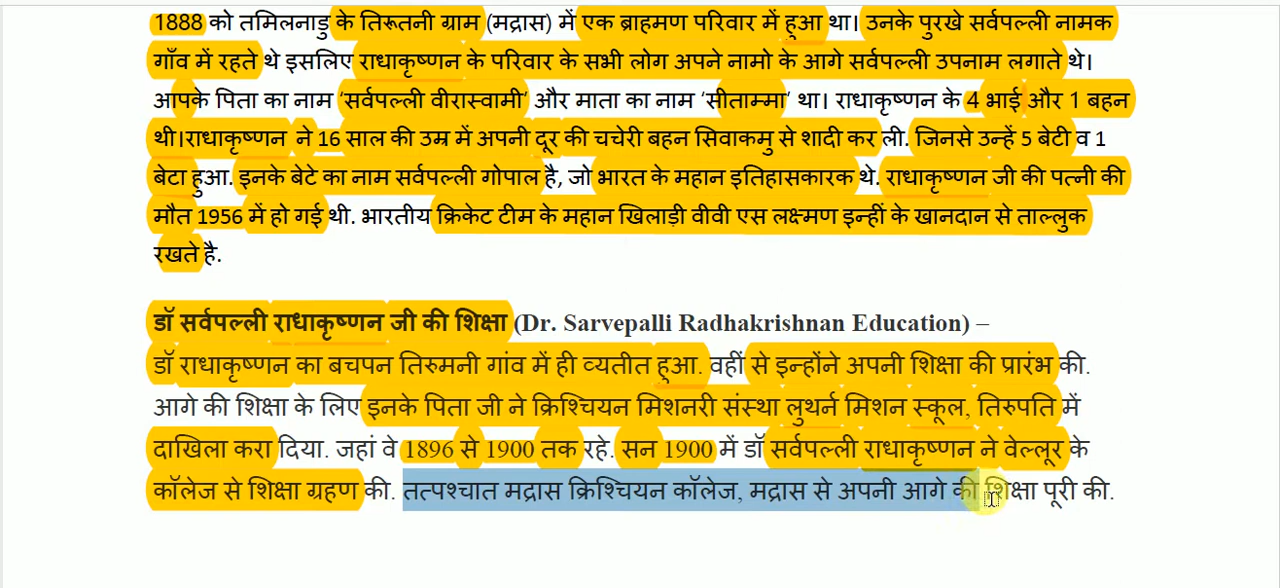 1888 को तमिलनाडु के तिरूतनी ग्राम (मद्रास) में एक ब्राहमण परिवार में हुआ था। उनके पुरखे सर्वपल्ली नामक
गाँव में रहते थे इसलिए राधाकृष्णन के परिवार के सभी लोग अपने नामो के आगे सर्वपल्ली उपनाम लगाते थे।
आपके पिता का नाम ‘सर्वपल्ली वीरास्वामी’ और माता का नाम ‘सीताम्मा’ था। राधाकृष्णन के 4 भाई और 1 बहन
थी।राधाकृष्णन ने 16 साल की उम्र में अपनी दूर की चचेरी बहन सिवाकमु से शादी कर ली. जिनसे उन्हें 5 बेटी व 1
बेटा हुआ. इनके बेटे का नाम सर्वपल्ली गोपाल है, जो भारत के महान इतिहासकारक थे. राधाकृष्णन जी की पत्नी की
मौत 1956 में हो गई थी. भारतीय क्रिकेट टीम के महान खिलाड़ी वीवी एस लक्ष्मण इन्हीं के खानदान से ताल्लुक
रखते है.
डॉ सर्वपल्ली राधाकृष्णन जी की शिक्षा (Dr. Sarvepalli Radhakrishnan Education) –
डॉ राधाकृष्णन का बचपन तिरुमनी गांव में ही व्यतीत हुआ. वहीं से इन्होंने अपनी शिक्षा की प्रारंभ की.
आगे की शिक्षा के लिए इनके पिता जी ने क्रिश्चियन मिशनरी संस्था लुथर्न मिशन स्कूल, तिरुपति में
दाखिला करा दिया. जहां वे 1896 से 1900 तक रहे. सन 1900 में डॉ सर्वपल्ली राधाकृष्णन ने वेल्लूर के
कॉलेज से शिक्षा ग्रहण की. तत्पश्चात मद्रास क्रिश्चियन कॉलेज, मद्रास से अपनी आगे की शिक्षा पूरी की.